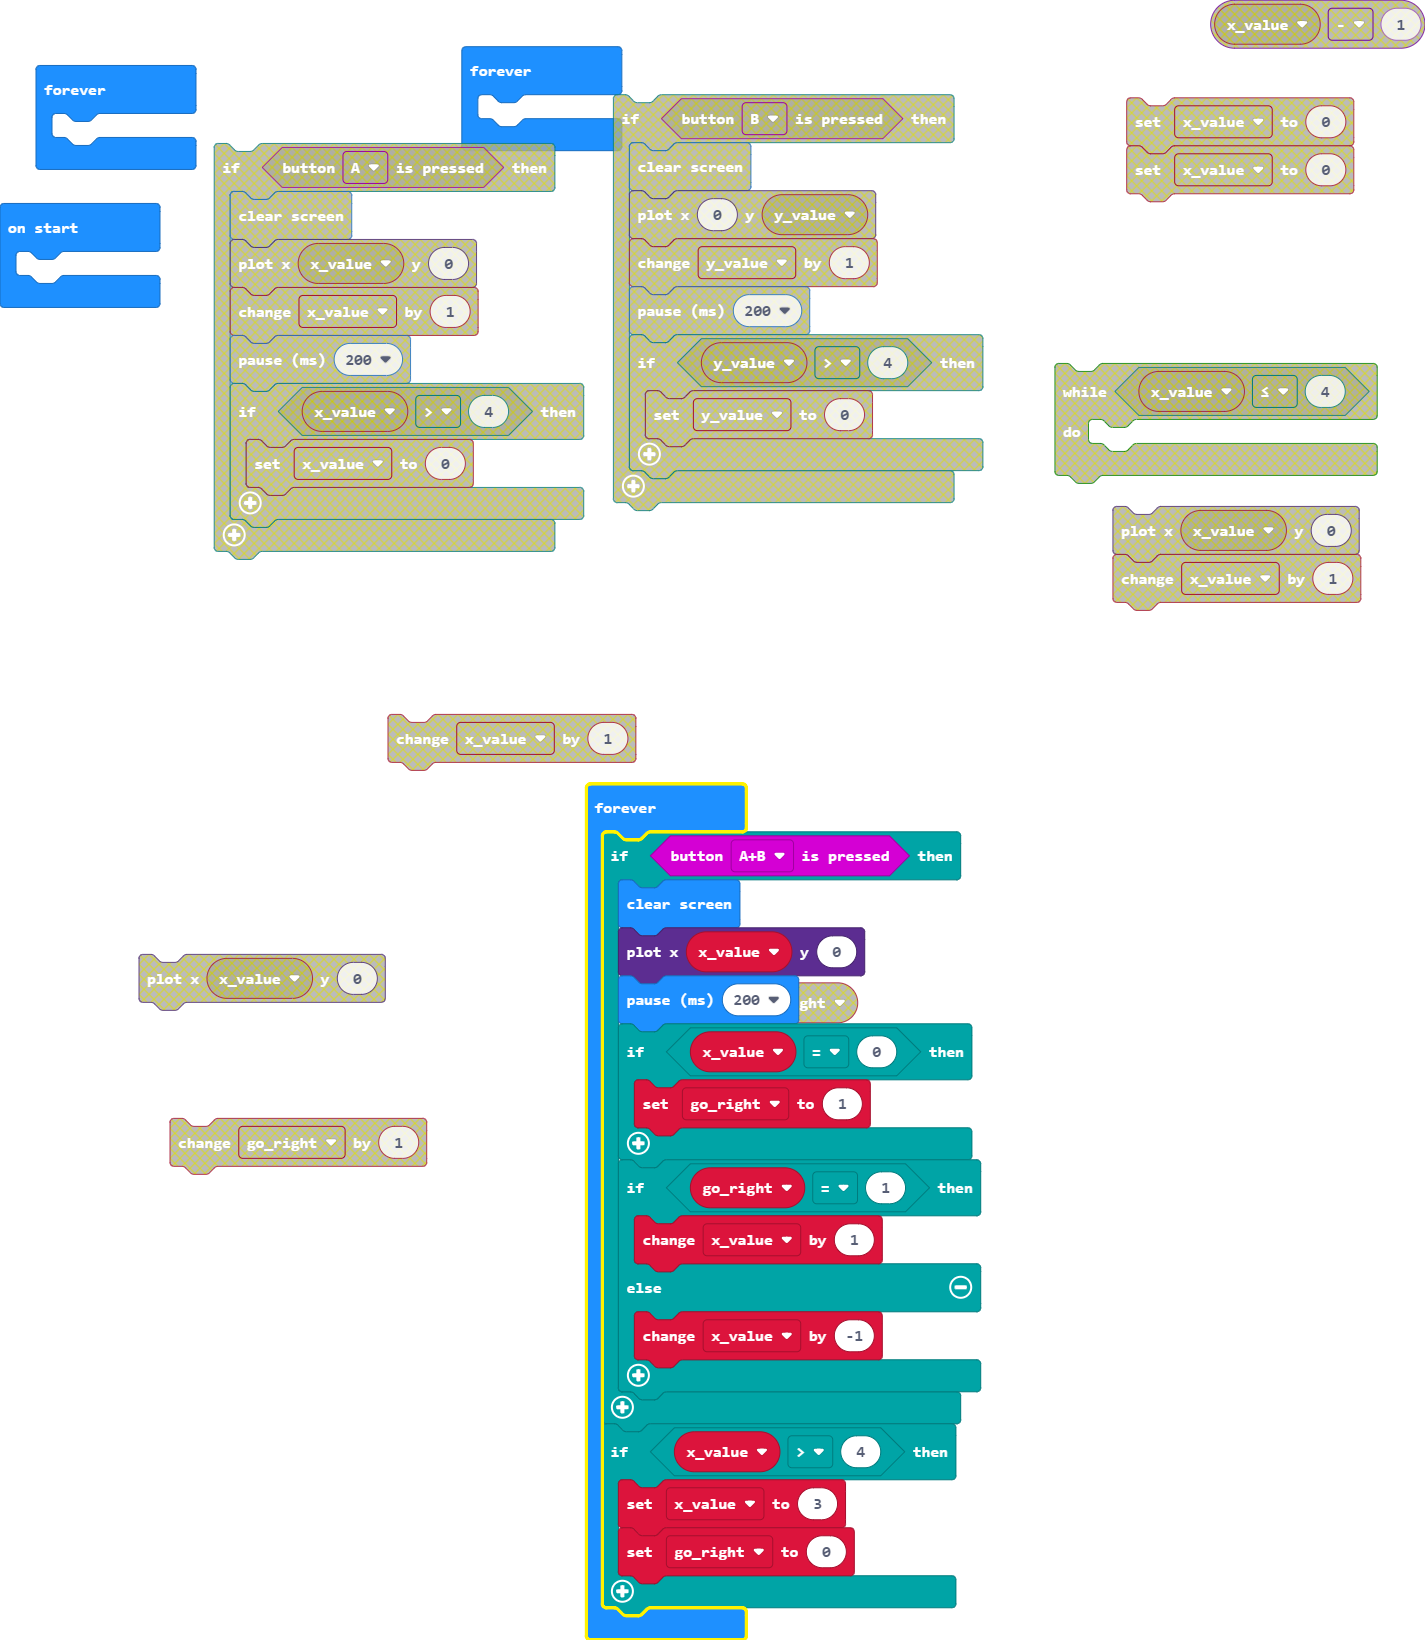 x_value - 1
forever
forever
if button B is pressed then
clear screen
plot x 0 y y_value
change y_value by 1
pause (ms) 200
if y_value > 4 then
set y_value to 0
set x_value to 0
set x_value to 0
if button A is pressed then
clear screen
plot x x_value y 0
change x_value by 1
pause (ms) 200
if x_value > 4 then
set x_value to 0
on start
while x_value ≤ 4
do
plot x x_value y 0
change x_value by 1
change x_value by 1
forever
if button A+B is pressed then
clear screen
plot x x_value y 0
pause (ms) 200
ght
if x_value = 0 then
set go_right to 1
if go_right = 1 then
change x_value by 1
else
change x_value by -1
if x_value > 4 then
set x_value to 3
set go_right to 0
plot x x_value y 0
change go_right by 1